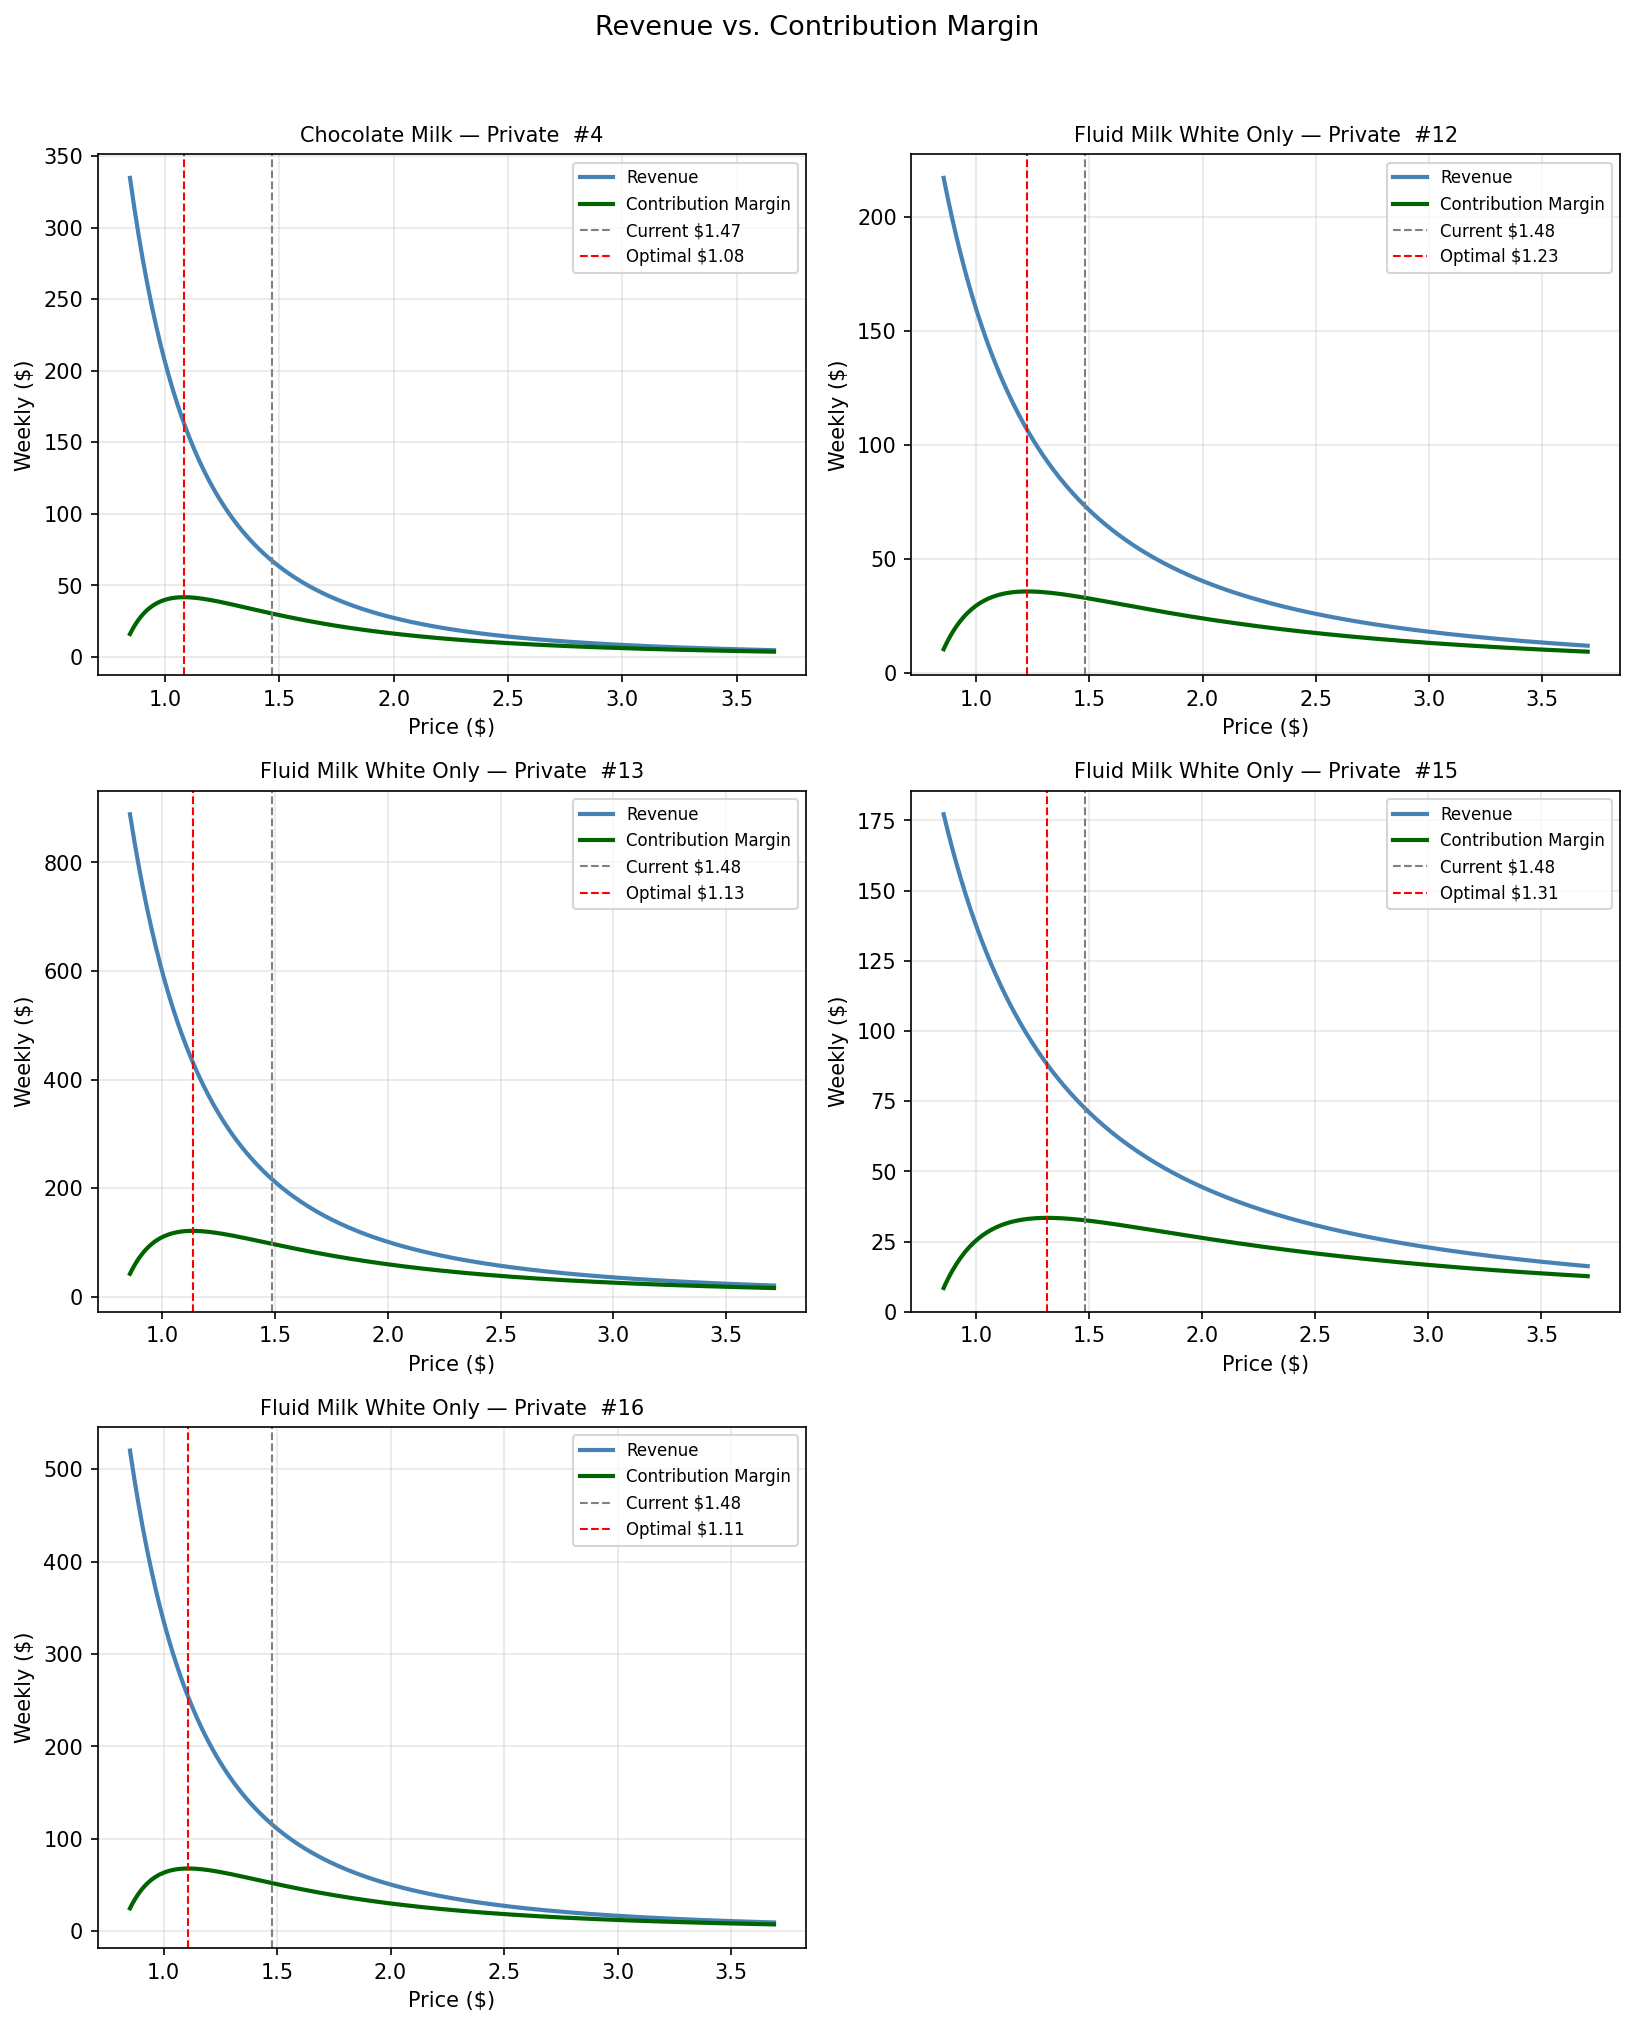 Revenue vs. Contribution Margin
Chocolate Milk — Private  #4
350
300
250
200
150
100
50
0
Weekly ($)
1.0 1.5 2.0 2.5 3.0 3.5
Price ($)
Revenue
Contribution Margin
Current $1.47
Optimal $1.08
Fluid Milk White Only — Private  #12
200
150
100
50
0
Weekly ($)
1.0 1.5 2.0 2.5 3.0 3.5
Price ($)
Revenue
Contribution Margin
Current $1.48
Optimal $1.23
Fluid Milk White Only — Private  #13
800
600
400
200
0
Weekly ($)
1.0 1.5 2.0 2.5 3.0 3.5
Price ($)
Revenue
Contribution Margin
Current $1.48
Optimal $1.13
Fluid Milk White Only — Private  #15
175
150
125
100
75
50
25
0
Weekly ($)
1.0 1.5 2.0 2.5 3.0 3.5
Price ($)
Revenue
Contribution Margin
Current $1.48
Optimal $1.31
Fluid Milk White Only — Private  #16
500
400
300
200
100
0
Weekly ($)
1.0 1.5 2.0 2.5 3.0 3.5
Price ($)
Revenue
Contribution Margin
Current $1.48
Optimal $1.11